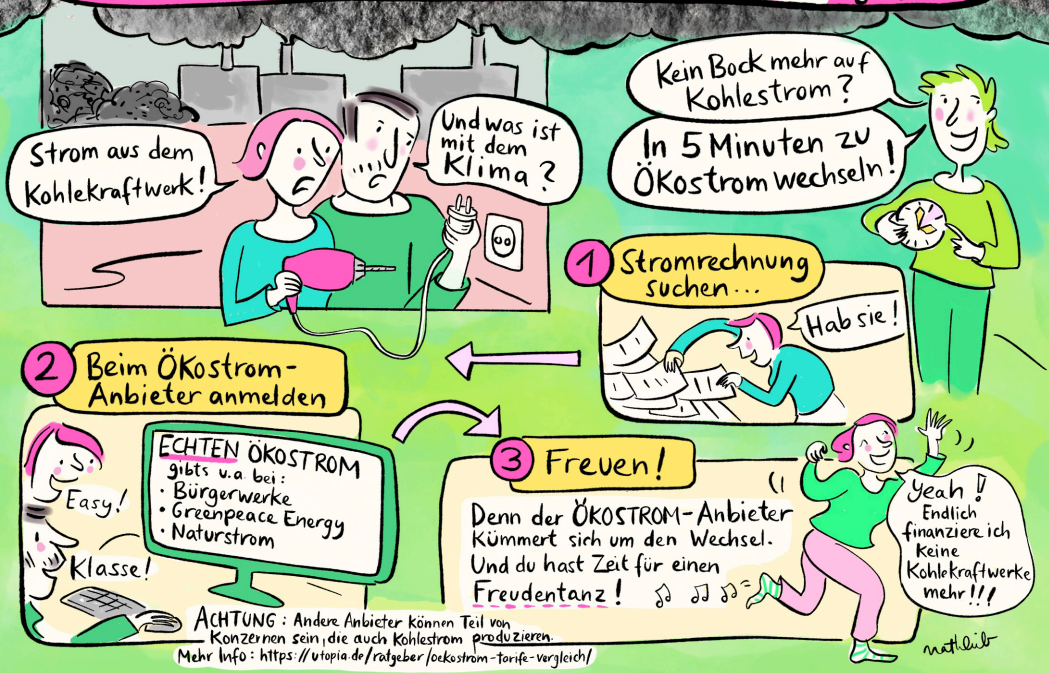 Strom aus dem
Kohlekraftwerk!
Und was ist
mit dem
Klima?
Kein Bock mehr auf
Kohlestrom?
In 5 Minuten zu
Ökostrom wechseln!
1 Stromrechnung
suchen...
Hab sie!
2 Beim Ökostrom-
Anbieter anmelden
ECHTEN ÖKOSTROM
gibts u.a. bei:
• Bürgerwerke
• Greenpeace Energy
• Naturstrom
Easy!
Klasse!
3 Freuen!
Denn der ÖKOSTROM-Anbieter
kümmert sich um den Wechsel.
Und du hast Zeit für einen
Freudentanz!
Yeah!
Endlich
finanziere ich
Keine
Kohlekraftwerke
mehr!!!
ACHTUNG: Andere Anbieter können Teil von
Konzernen sein, die auch Kohlestrom produzieren.
Mehr Info: https://utopia.de/ratgeber/oekostrom-tarife-vergleich/